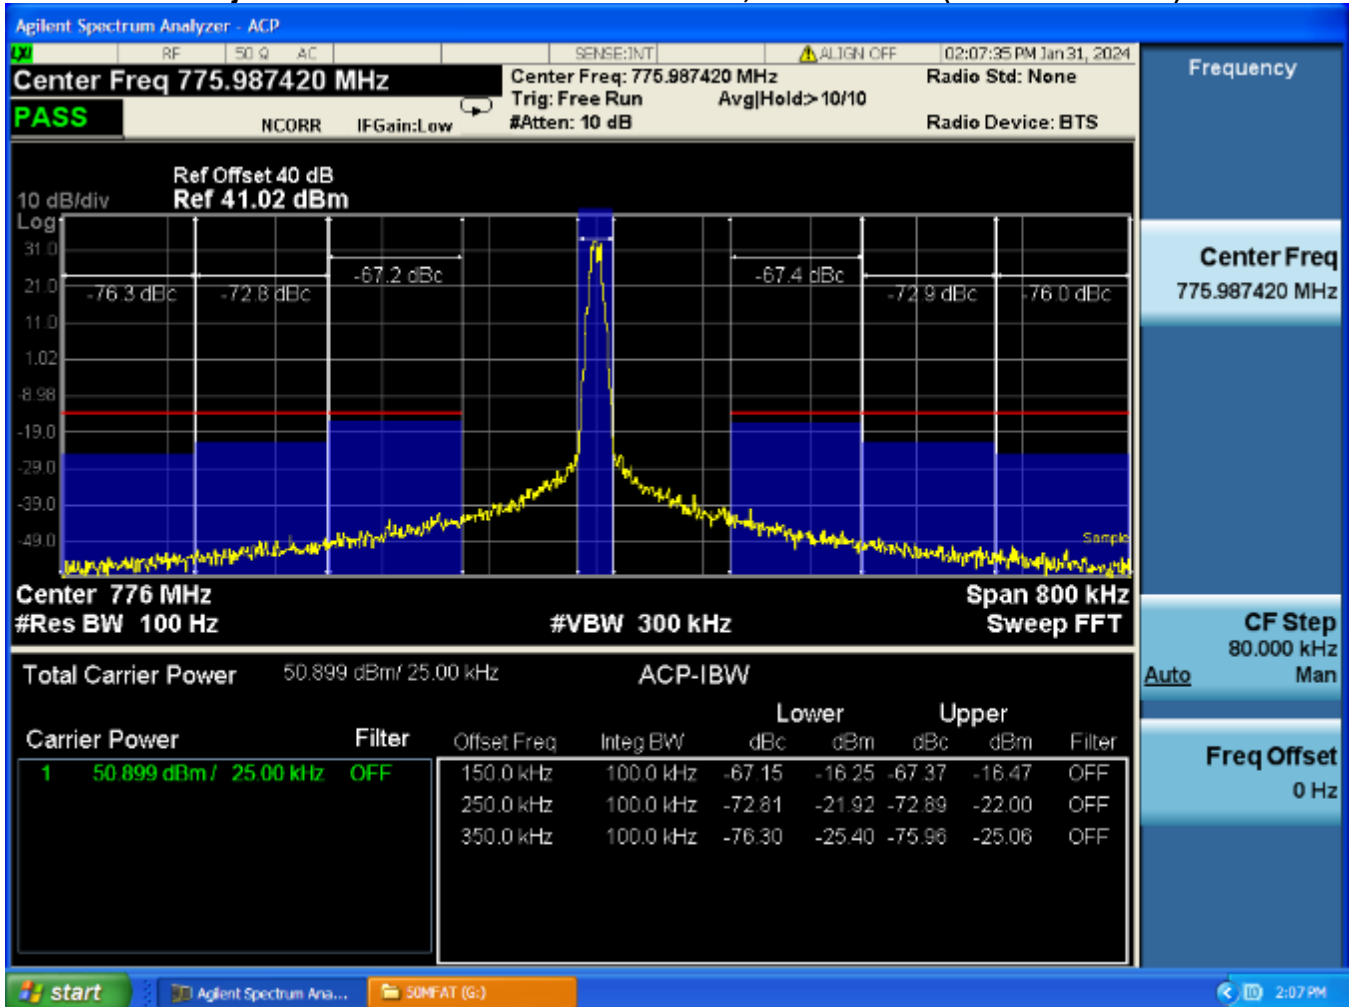 Agilent Spectrum Analyzer - ACP
LXI RF 50 Ω AC SENSE:INT ALIGN OFF 02:07:35 PM Jan 31, 2024
Center Freq 775.987420 MHz
Center Freq: 775.987420 MHz Radio Std: None
Trig: Free Run Avg|Hold:>10/10
PASS NCORR IFGain:Low #Atten: 10 dB Radio Device: BTS
Ref Offset 40 dB
10 dB/div Ref 41.02 dBm
Log
31.0
21.0
11.0
1.02
-8.98
-19.0
-29.0
-39.0
-49.0
-76.3 dBc -72.8 dBc -67.2 dBc -67.4 dBc -72.9 dBc -76.0 dBc
Sample
Center 776 MHz Span 800 kHz
#Res BW 100 Hz #VBW 300 kHz Sweep FFT
Total Carrier Power 50.899 dBm/ 25.00 kHz ACP-IBW
Lower Upper
Carrier Power Filter Offset Freq Integ BW dBc dBm dBc dBm Filter
1 50.899 dBm / 25.00 kHz OFF 150.0 kHz 100.0 kHz -67.15 -16.25 -67.37 -16.47 OFF
250.0 kHz 100.0 kHz -72.81 -21.92 -72.89 -22.00 OFF
350.0 kHz 100.0 kHz -76.30 -25.40 -75.96 -25.06 OFF
Frequency
Center Freq
775.987420 MHz
CF Step
80.000 kHz
Auto Man
Freq Offset
0 Hz
start Agilent Spectrum Ana... 50MFAT (G:) 2:07 PM